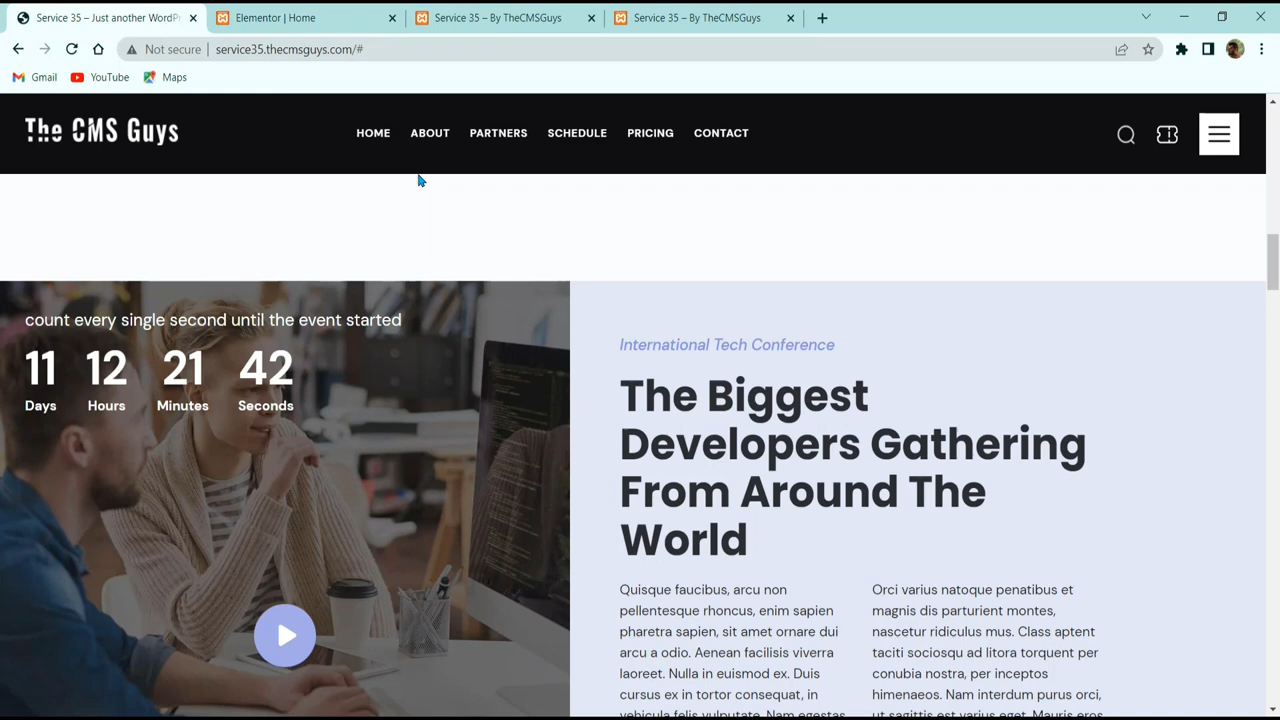 Service 35 – Just another WordPr
Elementor | Home
Service 35 – By TheCMSGuys
Service 35 – By TheCMSGuys
Not secure
service35.thecmsguys.com/#
Gmail
YouTube
Maps
The CMS Guys
HOME
ABOUT
PARTNERS
SCHEDULE
PRICING
CONTACT
count every single second until the event started
11 12 21 42
Days Hours Minutes Seconds
International Tech Conference
The Biggest
Developers Gathering
From Around The
World
Quisque faucibus, arcu non
pellentesque rhoncus, enim sapien
pharetra sapien, sit amet ornare dui
arcu a odio. Aenean facilisis viverra
laoreet. Nulla in euismod ex. Duis
cursus ex in tortor consequat, in
vehicula felis vulputate. Nam egestas
Orci varius natoque penatibus et
magnis dis parturient montes,
nascetur ridiculus mus. Class aptent
taciti sociosqu ad litora torquent per
conubia nostra, per inceptos
himenaeos. Nam interdum purus orci,
ut sagittis est varius eget. Mauris eros